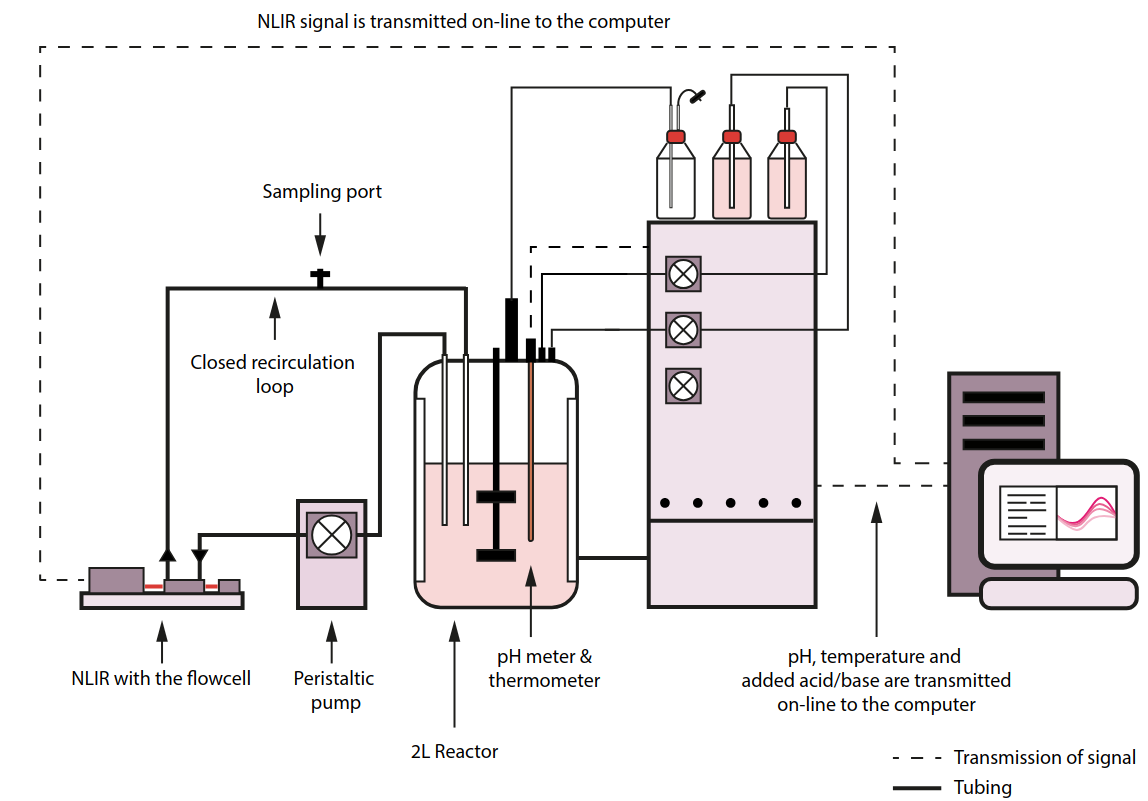 NLIR signal is transmitted on-line to the computer
Sampling port
Closed recirculation
loop
NLIR with the flowcell
Peristaltic
pump
2L Reactor
pH meter &
thermometer
pH, temperature and
added acid/base are transmitted
on-line to the computer
Transmission of signal
Tubing